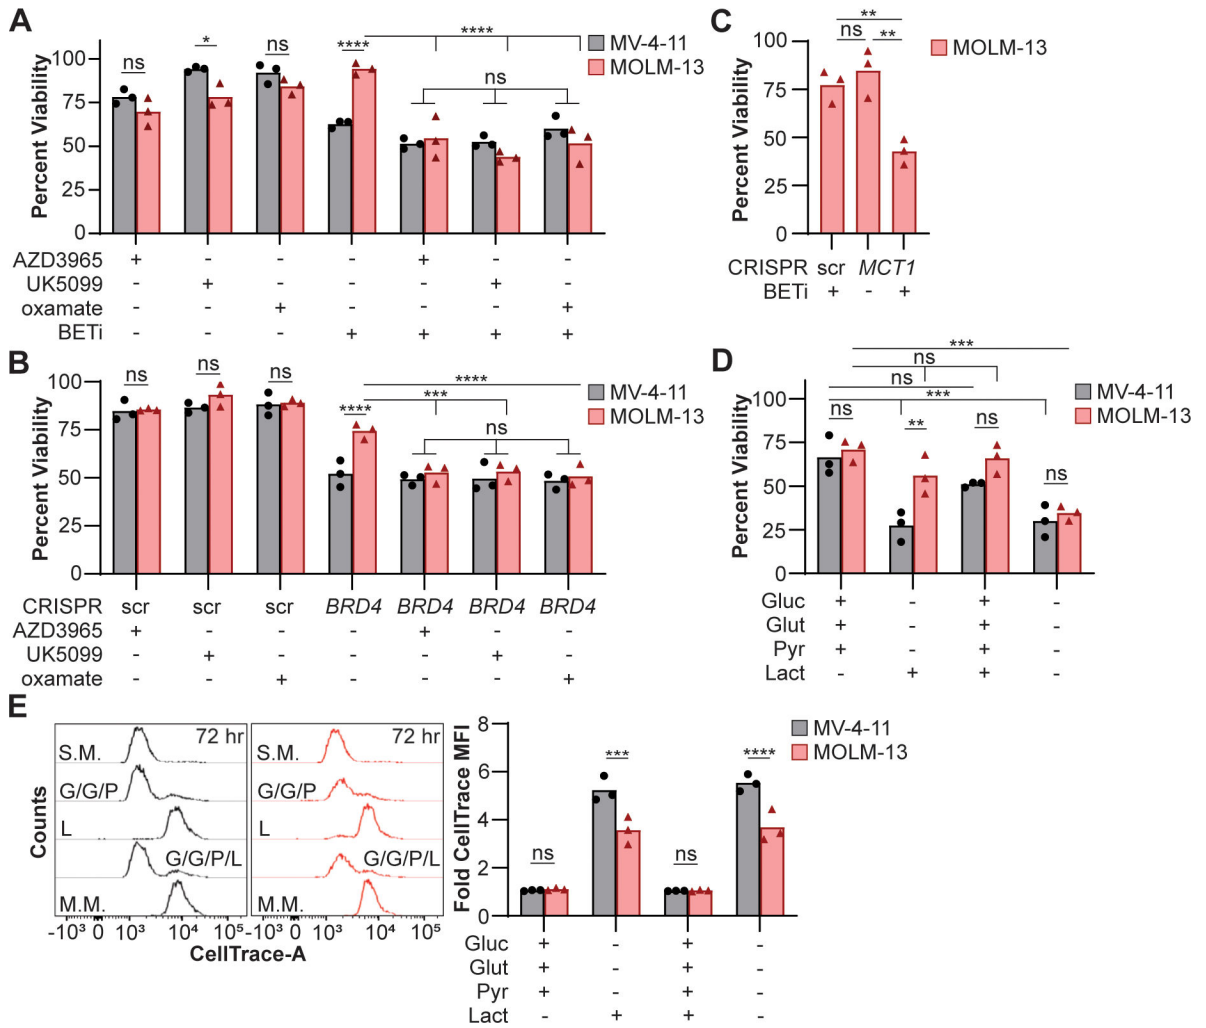 A
Percent Viability
100
75
50
25
0
ns
*
ns
****
****
ns
MV-4-11
MOLM-13
AZD3965 + - - - + - -
UK5099 - + - - - + -
oxamate - - + - - - +
BETi - - - + + + +
B
Percent Viability
100
75
50
25
0
ns
ns
ns
****
***
****
ns
MV-4-11
MOLM-13
CRISPR scr scr scr BRD4 BRD4 BRD4 BRD4
AZD3965 + - - - + - -
UK5099 - + - - - + -
oxamate - - + - - - +
C
Percent Viability
100
75
50
25
0
**
ns **
MOLM-13
CRISPR scr MCT1
BETi + - +
D
Percent Viability
100
75
50
25
0
***
ns
ns
***
ns
**
ns
ns
MV-4-11
MOLM-13
Gluc + - + -
Glut + - + -
Pyr + - + -
Lact - + + -
E
Counts
72 hr
S.M.
G/G/P
L
G/G/P/L
M.M.
-10³ 0 10³ 10⁴ 10⁵
72 hr
S.M.
G/G/P
L
G/G/P/L
M.M.
-10³ 0 10³ 10⁴ 10⁵
CellTrace-A
Fold CellTrace MFI
8
6
4
2
0
ns
***
ns
****
MV-4-11
MOLM-13
Gluc + - + -
Glut + - + -
Pyr + - + -
Lact - + + -